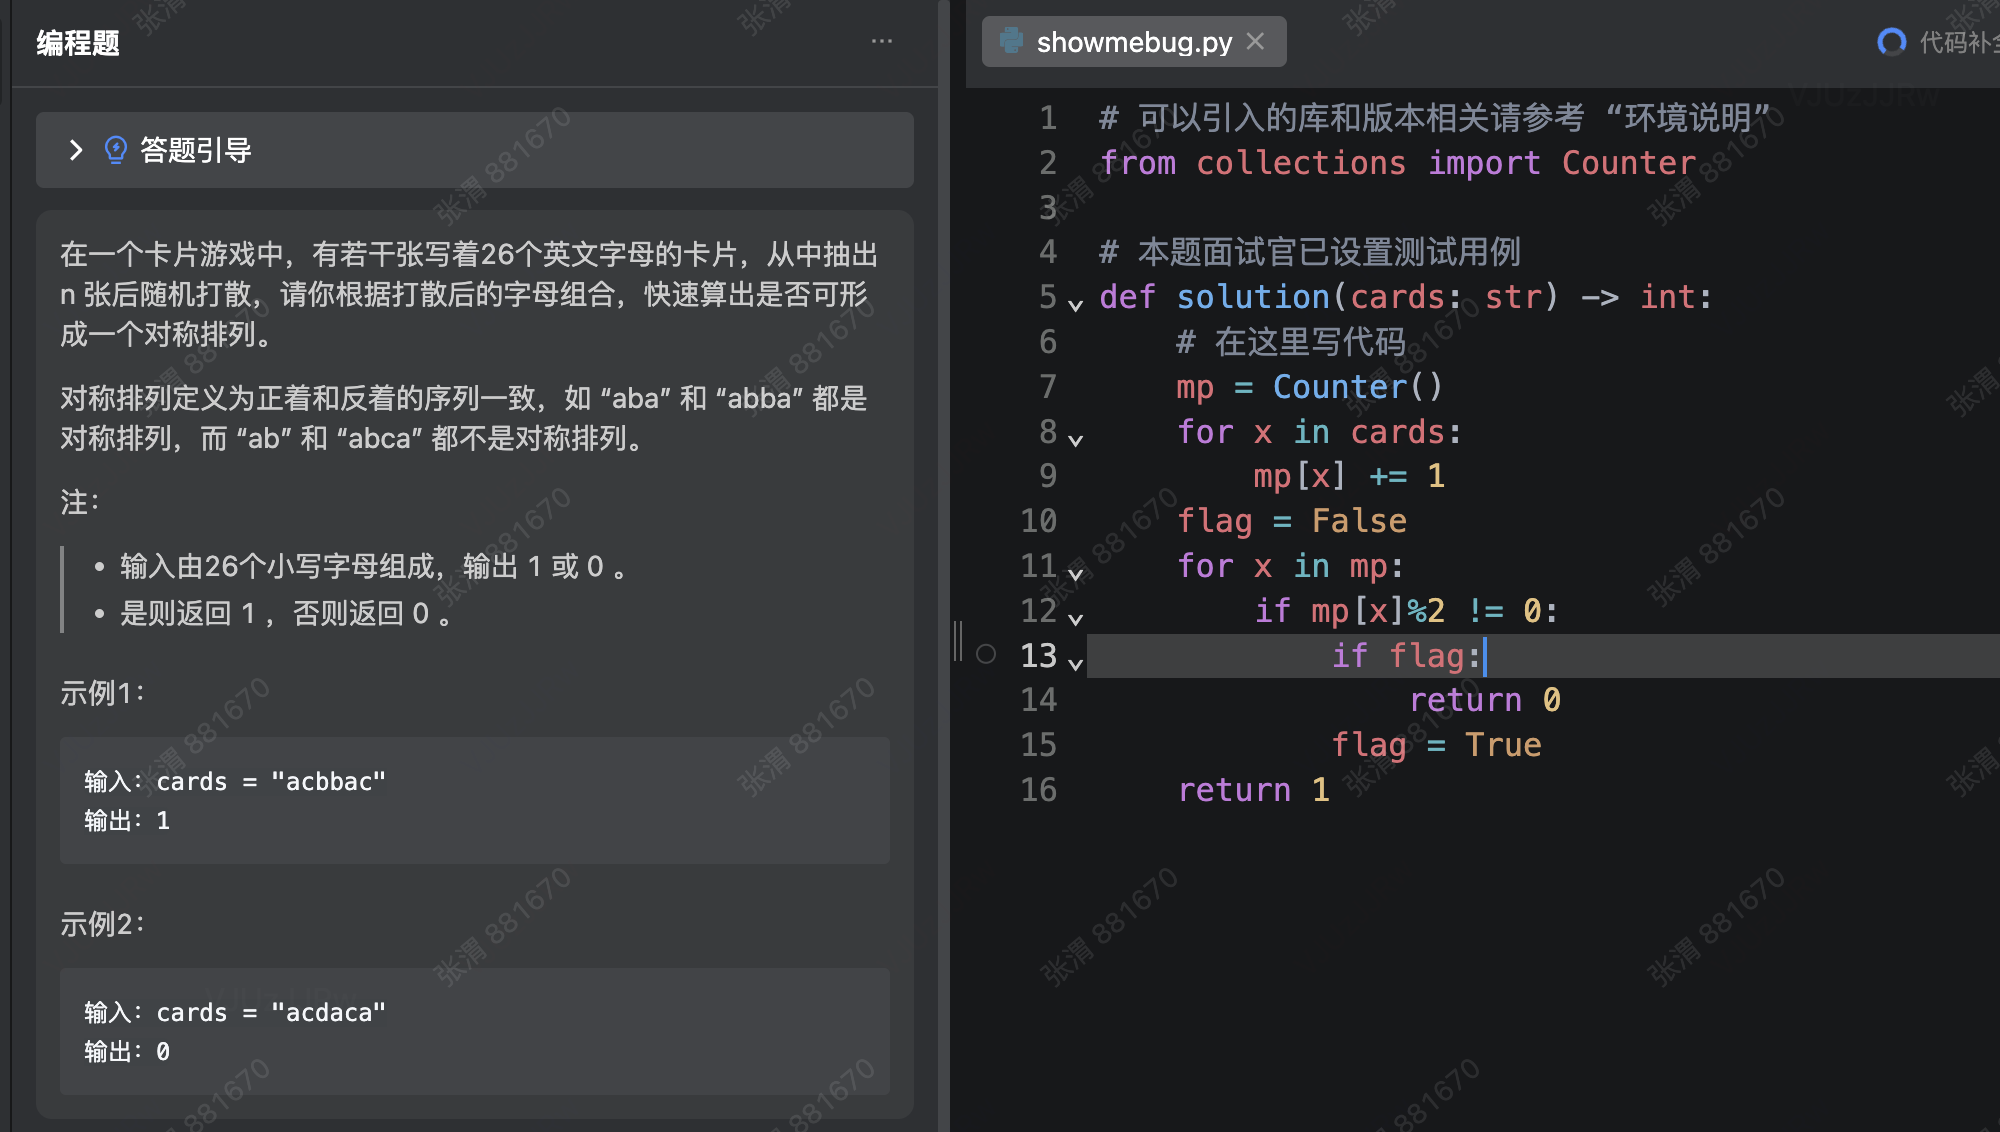 编程题
···
答题引导
在一个卡片游戏中，有若干张写着26个英文字母的卡片，从中抽出
n 张后随机打散，请你根据打散后的字母组合，快速算出是否可形
成一个对称排列。
对称排列定义为正着和反着的序列一致，如 “aba” 和 “abba” 都是
对称排列，而 “ab” 和 “abca” 都不是对称排列。
注：
• 输入由26个小写字母组成，输出 1 或 0 。
• 是则返回 1 ，否则返回 0 。
示例1：
输入：cards = "acbbac"
输出：1
示例2：
输入：cards = "acdaca"
输出：0
showmebug.py
代码补全
1 # 可以引入的库和版本相关请参考 “环境说明”
2 from collections import Counter
3
4 # 本题面试官已设置测试用例
5 def solution(cards: str) -> int:
6     # 在这里写代码
7     mp = Counter()
8     for x in cards:
9         mp[x] += 1
10     flag = False
11     for x in mp:
12         if mp[x]%2 != 0:
13             if flag:
14                 return 0
15             flag = True
16     return 1
张渭 881670
VJUzJJRw